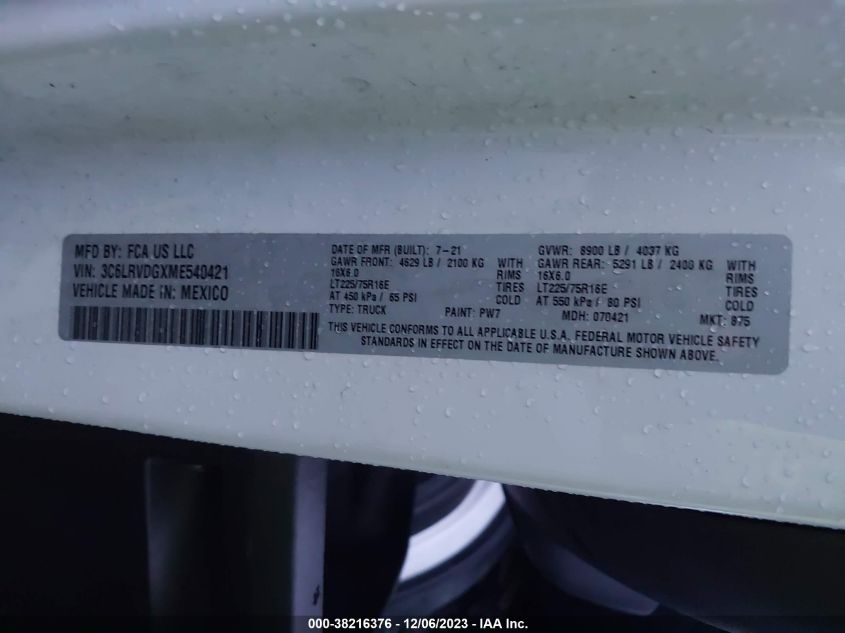 MFD BY: FCA US LLC
VIN: 3C6LRVDGXME540421
VEHICLE MADE IN: MEXICO
DATE OF MFR (BUILT): 7-21
GAWR FRONT: 4629 LB / 2100 KG WITH
16X6.0 RIMS
LT225/75R16E TIRES
AT 450 kPa / 65 PSI COLD
TYPE: TRUCK PAINT: PW7
GVWR: 8900 LB / 4037 KG
GAWR REAR: 5291 LB / 2400 KG WITH
16X6.0 RIMS
LT225/75R16E TIRES
AT 550 kPa / 80 PSI COLD
MDH: 070421 MKT: 875
THIS VEHICLE CONFORMS TO ALL APPLICABLE U.S.A. FEDERAL MOTOR VEHICLE SAFETY
STANDARDS IN EFFECT ON THE DATE OF MANUFACTURE SHOWN ABOVE.
000-38216376 - 12/06/2023 - IAA Inc.